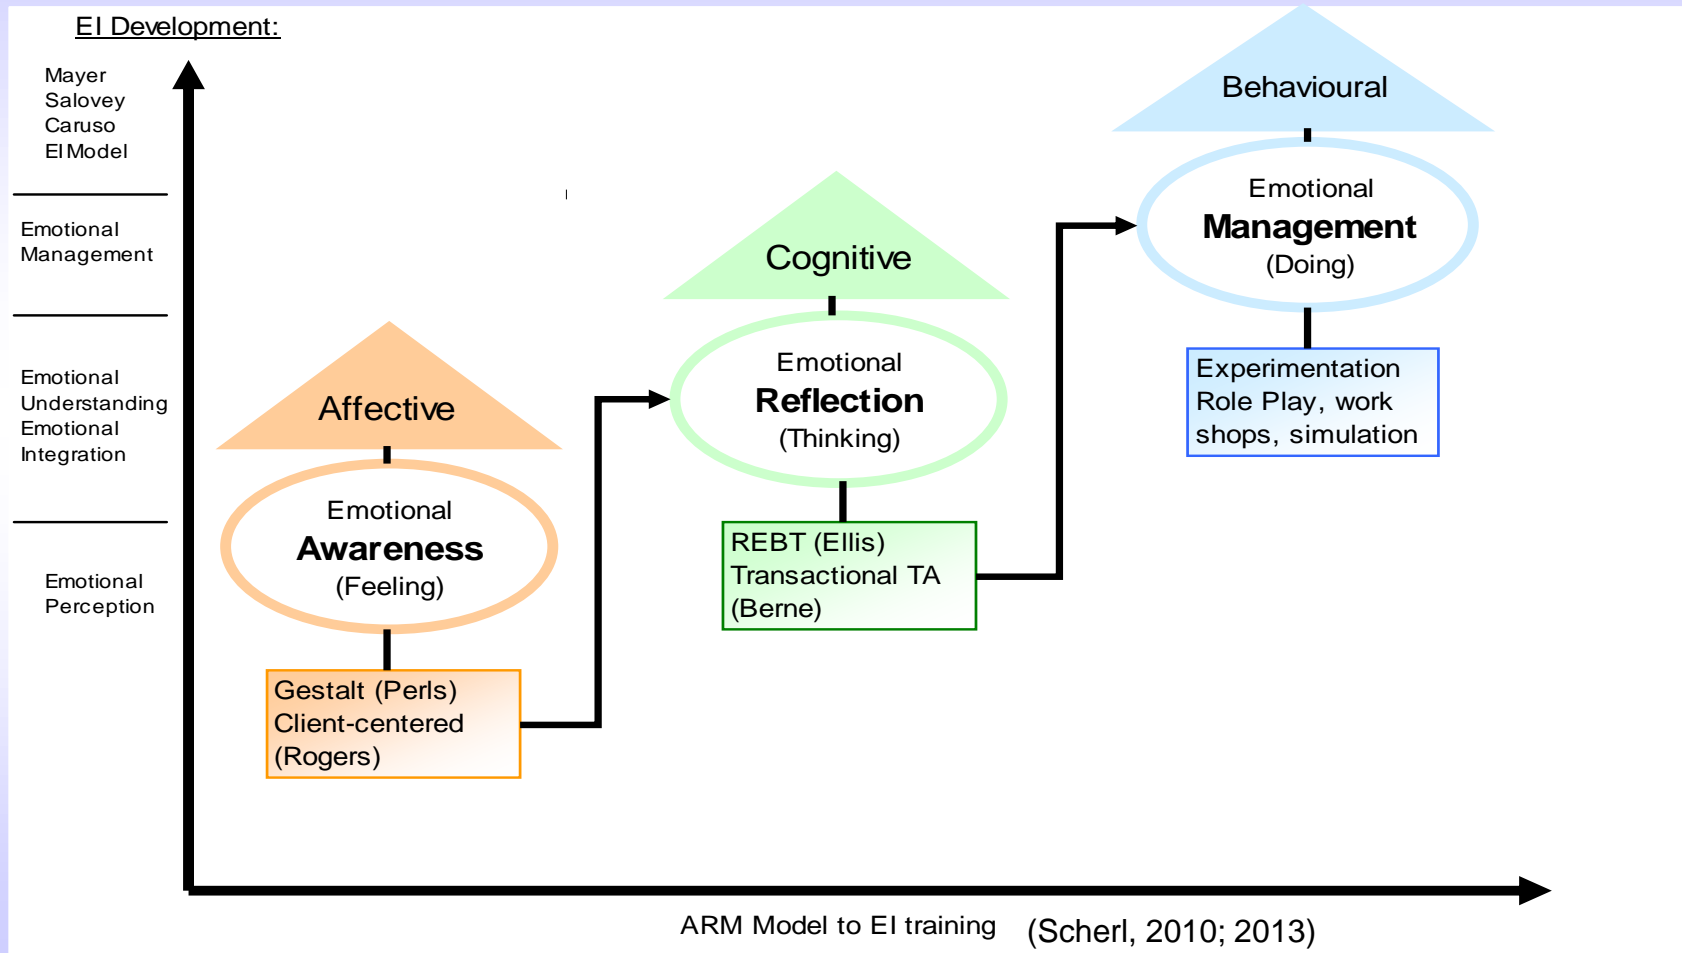 EI Development:
Mayer
Salovey
Caruso
EI Model
Emotional
Management
Emotional
Understanding
Emotional
Integration
Emotional
Perception
Affective
Emotional
Awareness
(Feeling)
Gestalt (Perls)
Client-centered
(Rogers)
Cognitive
Emotional
Reflection
(Thinking)
REBT (Ellis)
Transactional TA
(Berne)
Behavioural
Emotional
Management
(Doing)
Experimentation
Role Play, work
shops, simulation
ARM Model to EI training (Scherl, 2010; 2013)